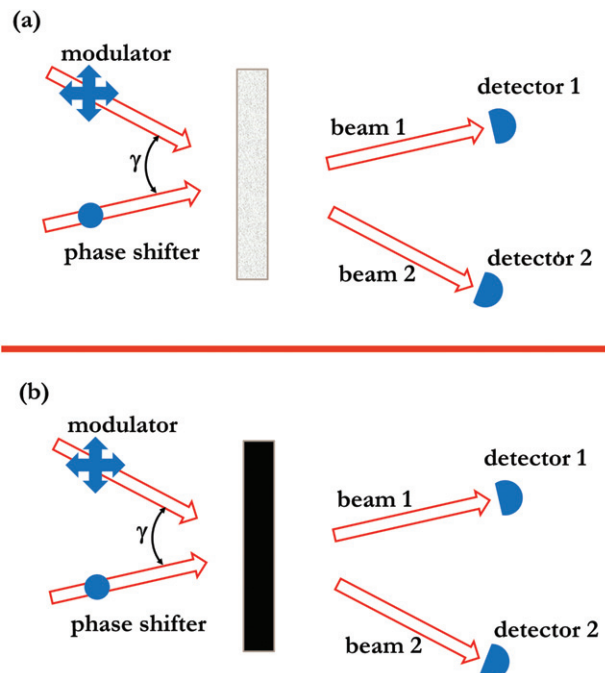 (a)
modulator
detector 1
beam 1
γ
phase shifter
beam 2
detector 2
(b)
modulator
detector 1
beam 1
γ
phase shifter
beam 2
detector 2